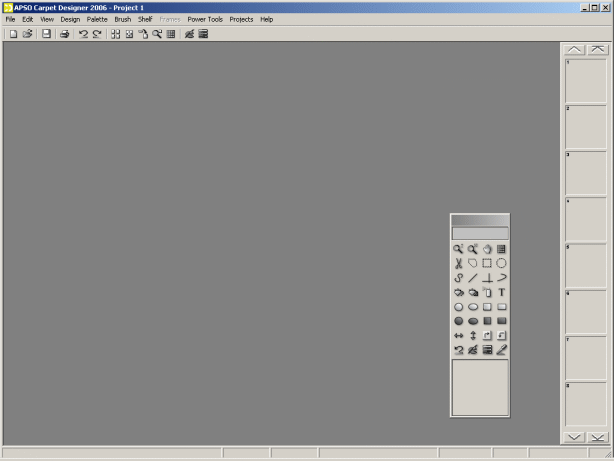 APSO Carpet Designer 2006 - Project 1
File Edit View Design Palette Brush Shelf Frames Power Tools Projects Help
1
2
3
4
5
6
7
8
T